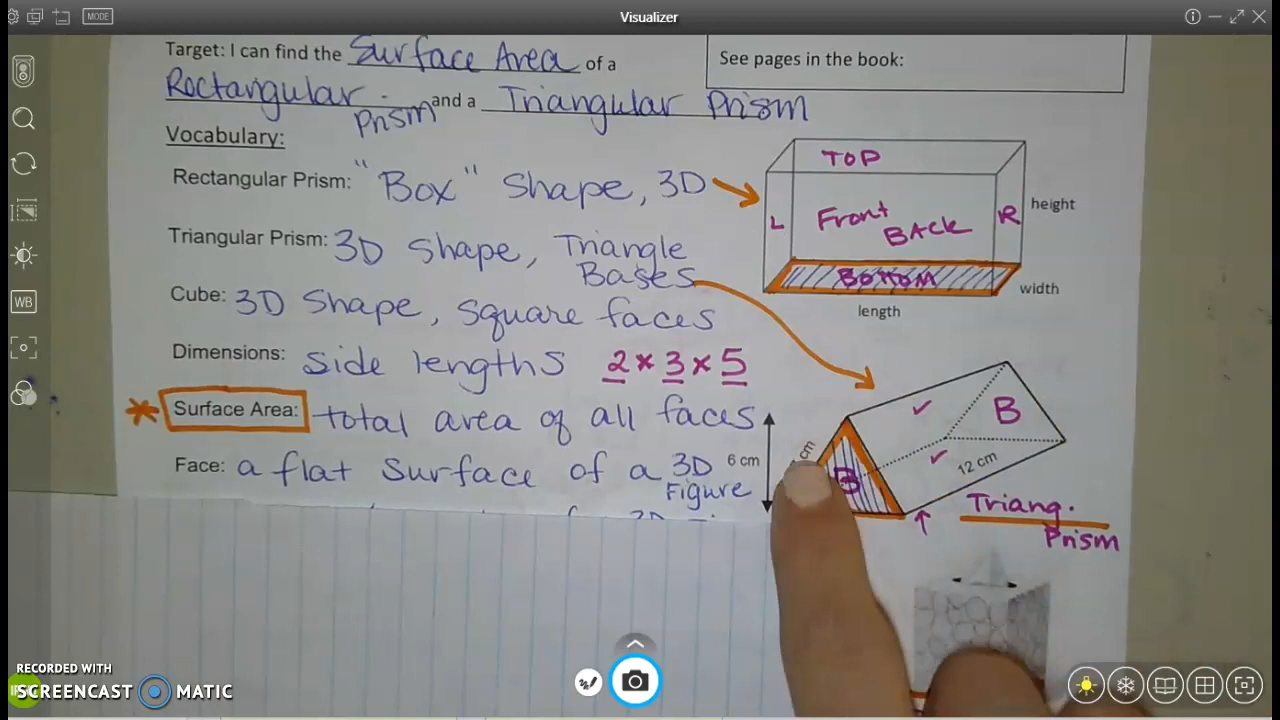 MODE
Visualizer
Target: I can find the Surface Area of a
Rectangular Prism and a Triangular Prism
See pages in the book:
Vocabulary:
Rectangular Prism: "Box" Shape, 3D
Triangular Prism: 3D Shape, Triangle
Bases
Cube: 3D Shape, square faces
Dimensions: side lengths 2 x 3 x 5
Surface Area: total area of all faces
Face: a flat surface of a 3D
Figure
TOP
L
Front
BACK
R
height
BOTTOM
width
length
B
6 cm
cm
B
12 cm
Triang.
Prism
WB
RECORDED WITH
SCREENCAST MATIC